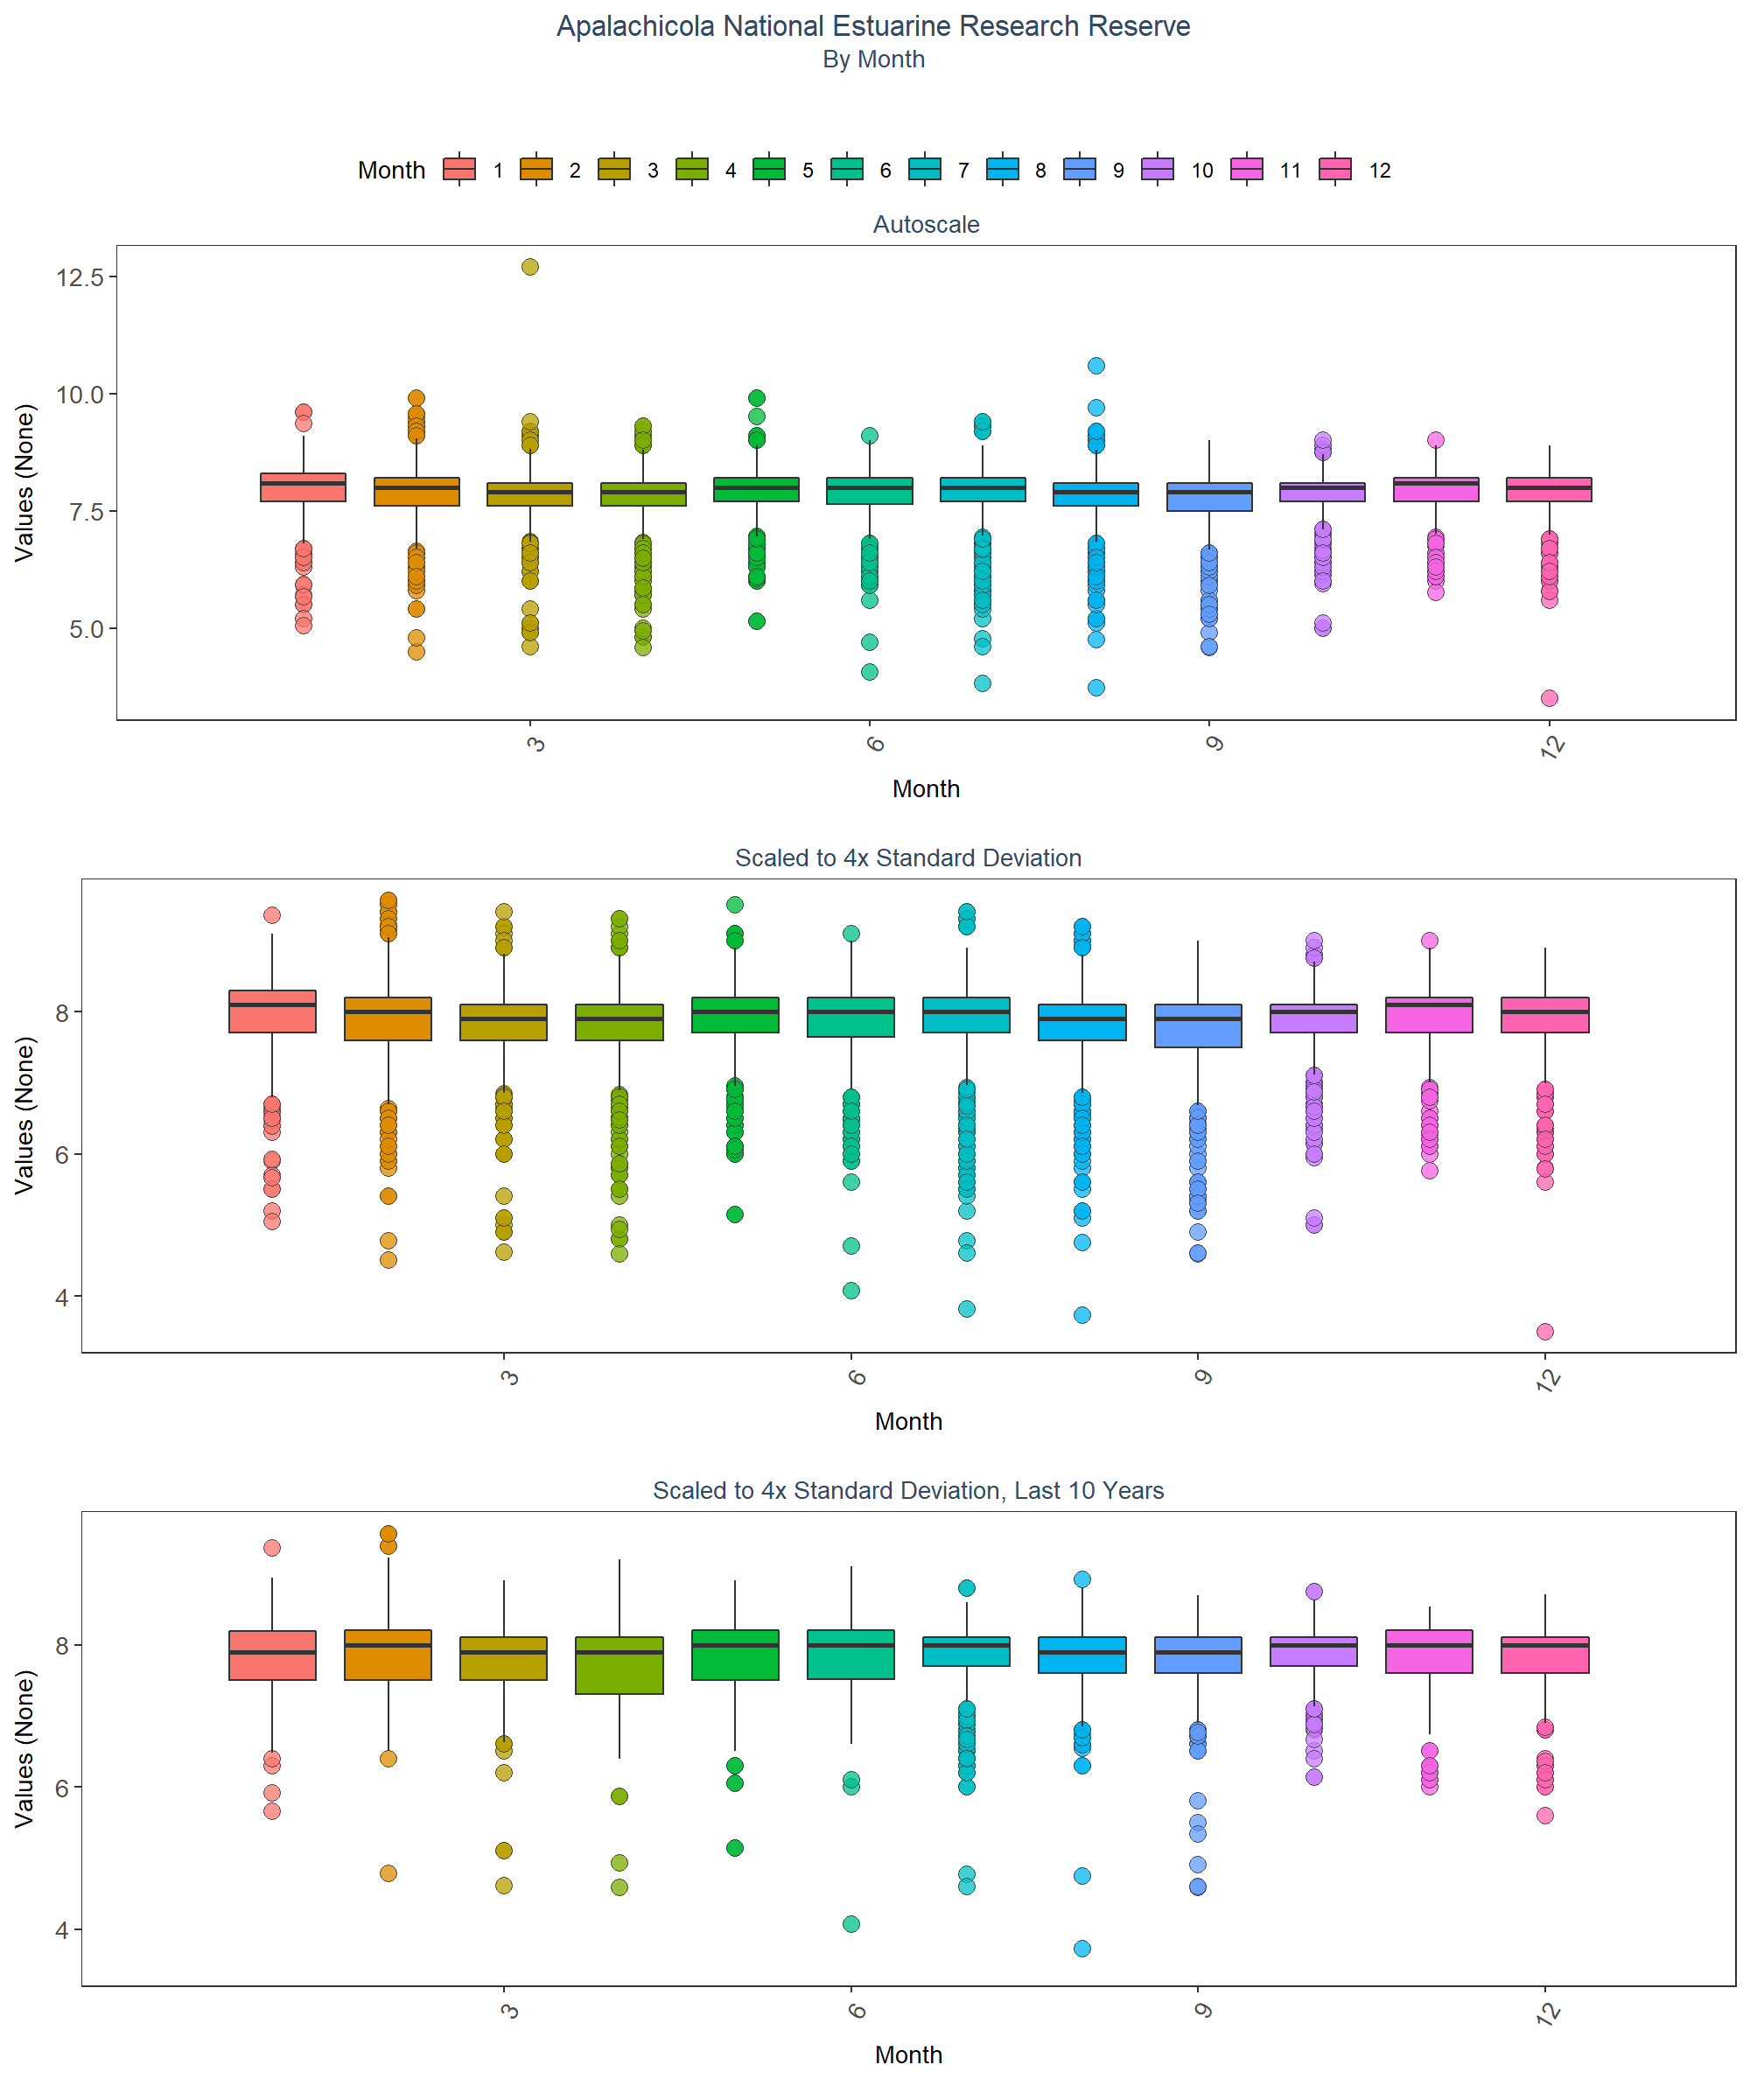 Apalachicola National Estuarine Research Reserve
By Month
Month 1 2 3 4 5 6 7 8 9 10 11 12
Autoscale
Values (None)
12.5
10.0
7.5
5.0
3 6 9 12
Month
Scaled to 4x Standard Deviation
Values (None)
8
6
4
3 6 9 12
Month
Scaled to 4x Standard Deviation, Last 10 Years
Values (None)
8
6
4
3 6 9 12
Month